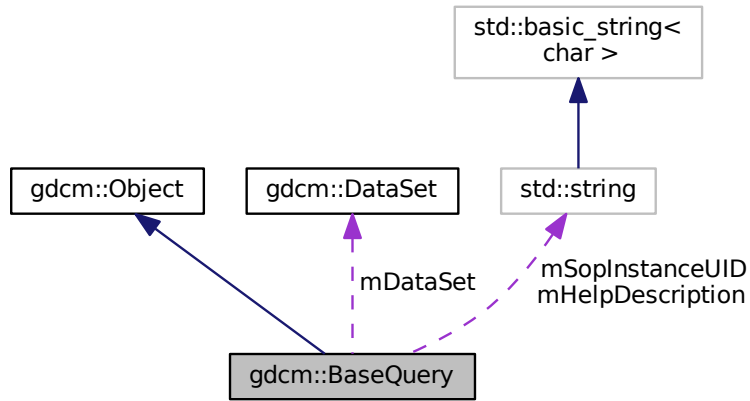 std::basic_string<
char >
gdcm::Object
gdcm::DataSet
std::string
mDataSet
mSopInstanceUID
mHelpDescription
gdcm::BaseQuery